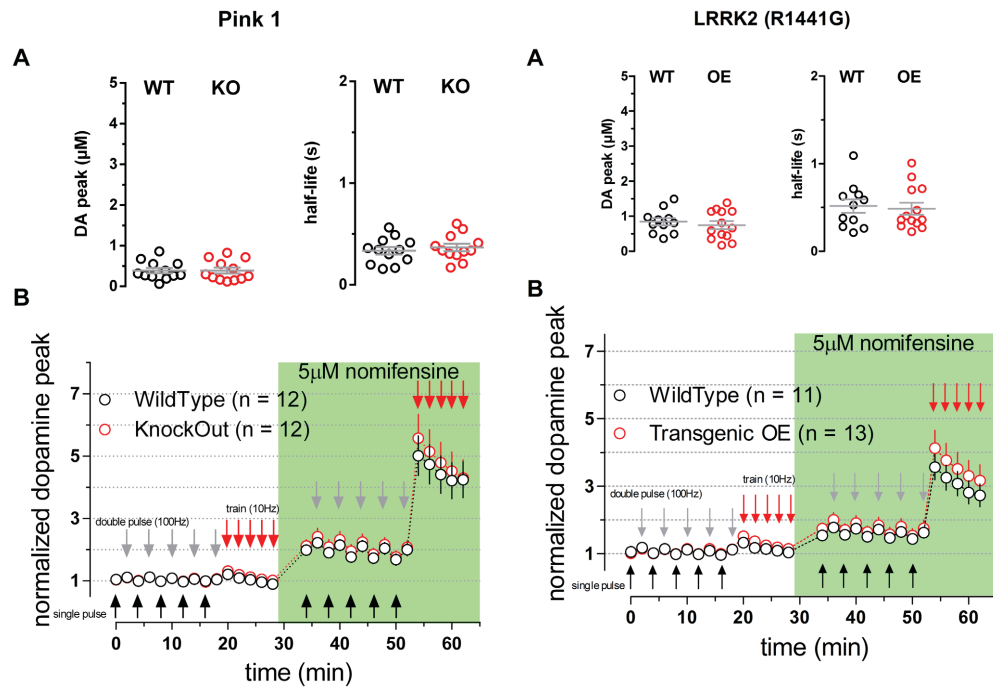 Pink 1
LRRK2 (R1441G)
A
WT KO
DA peak (µM)
5
4
3
2
1
0
WT KO
half-life (s)
2
1
0
A
WT OE
DA peak (µM)
5
4
3
2
1
0
WT OE
half-life (s)
2
1
0
B
5µM nomifensine
WildType (n = 12)
KnockOut (n = 12)
double pulse (100Hz)
train (10Hz)
single pulse
normalized dopamine peak
7
5
3
2
1
0 10 20 30 40 50 60
time (min)
B
5µM nomifensine
WildType (n = 11)
Transgenic OE (n = 13)
double pulse (100Hz)
train (10Hz)
single pulse
normalized dopamine peak
7
5
3
2
1
0 10 20 30 40 50 60
time (min)